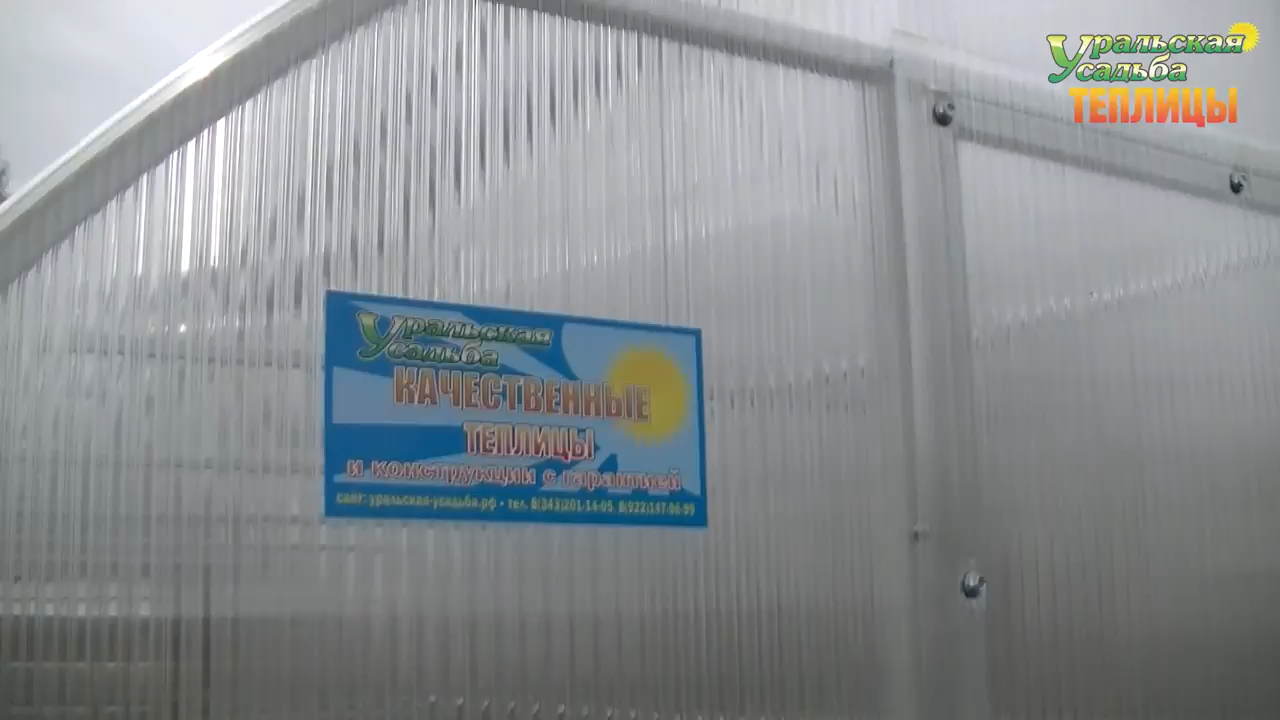 Уральская
Усадьба
ТЕПЛИЦЫ
Уральская
Усадьба
КАЧЕСТВЕННЫЕ
ТЕПЛИЦЫ
и конструкции с гарантией
сайт: уральская-усадьба.рф • тел. 8(343)201-14-05 8(922)147-96-99